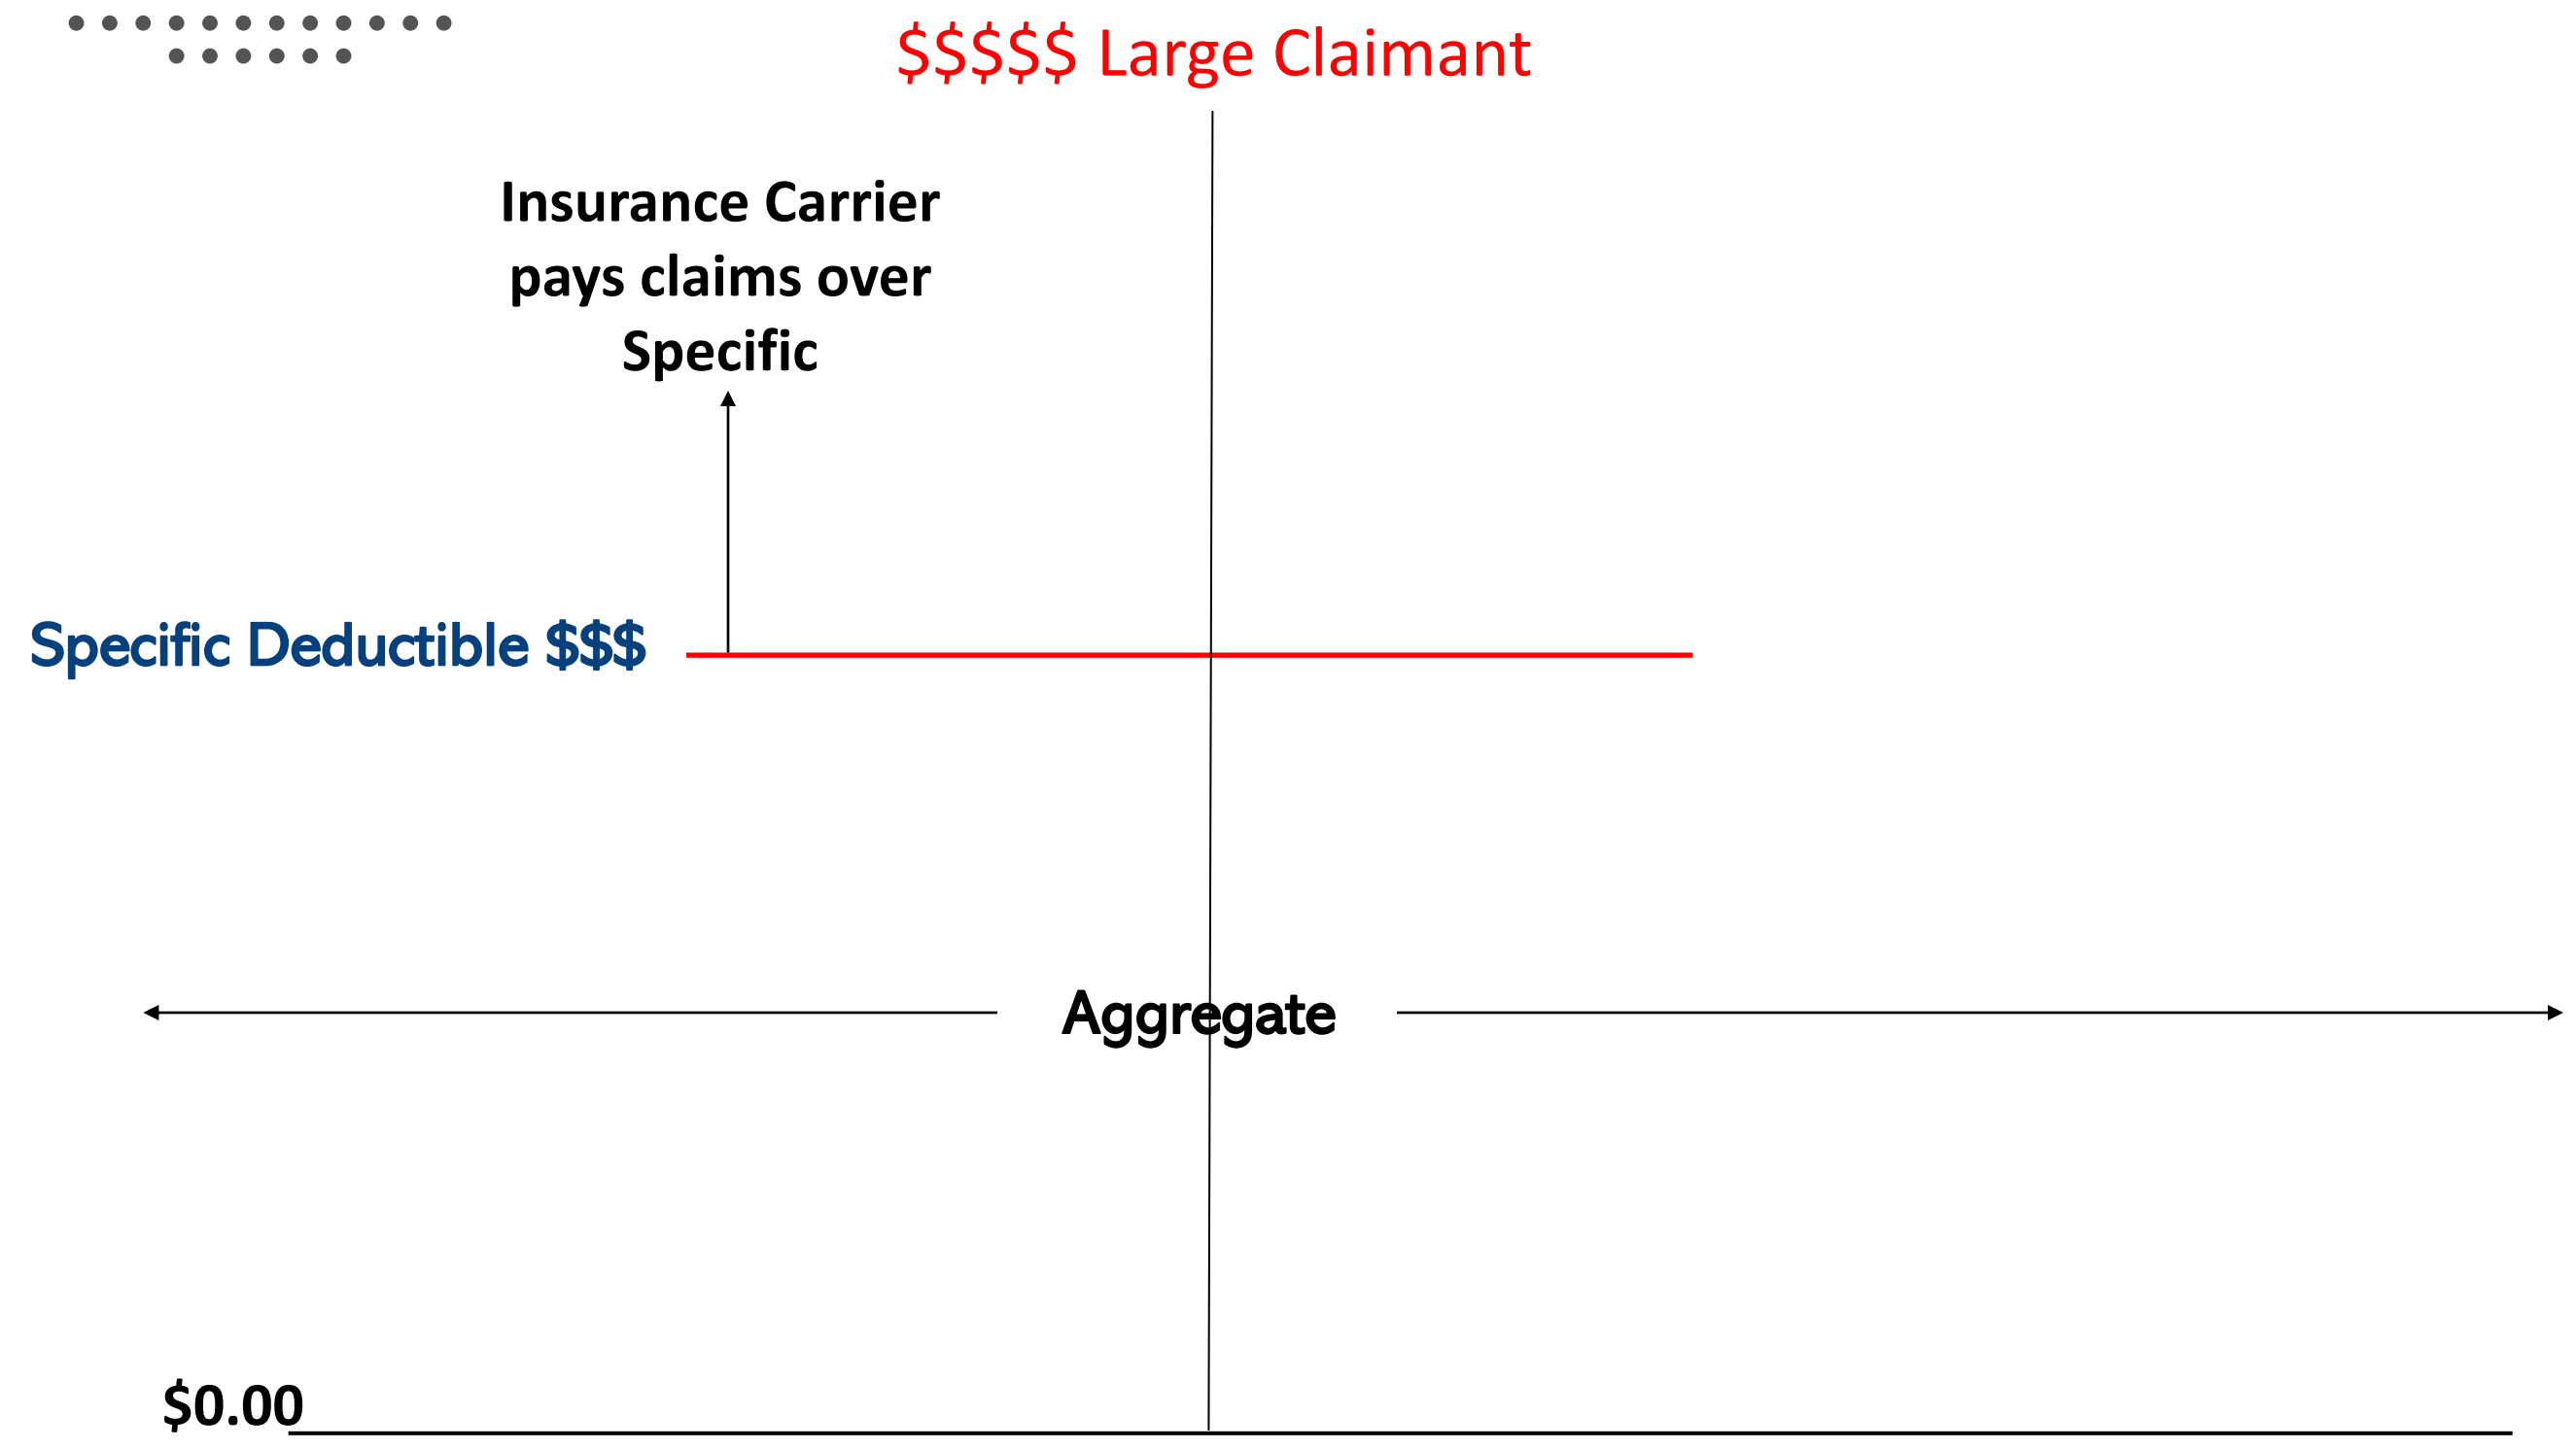 $$$$$ Large Claimant
Insurance Carrier
pays claims over
Specific
Specific Deductible $$$
Aggregate
$0.00